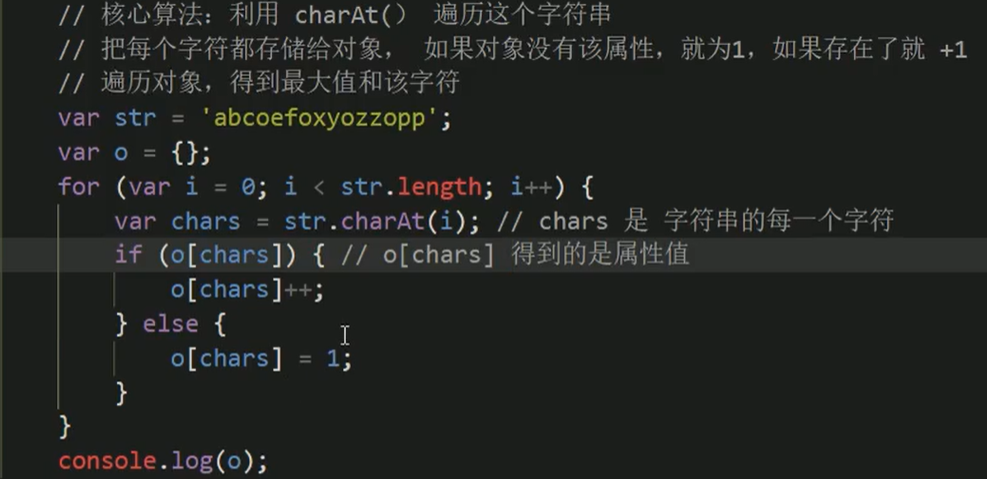 // 核心算法：利用 charAt() 遍历这个字符串
// 把每个字符都存储给对象， 如果对象没有该属性，就为1，如果存在了就 +1
// 遍历对象，得到最大值和该字符
var str = 'abcoefoxyozzopp';
var o = {};
for (var i = 0; i < str.length; i++) {
    var chars = str.charAt(i); // chars 是 字符串的每一个字符
    if (o[chars]) { // o[chars] 得到的是属性值
        o[chars]++;
    } else {
        o[chars] = 1;
    }
}
console.log(o);